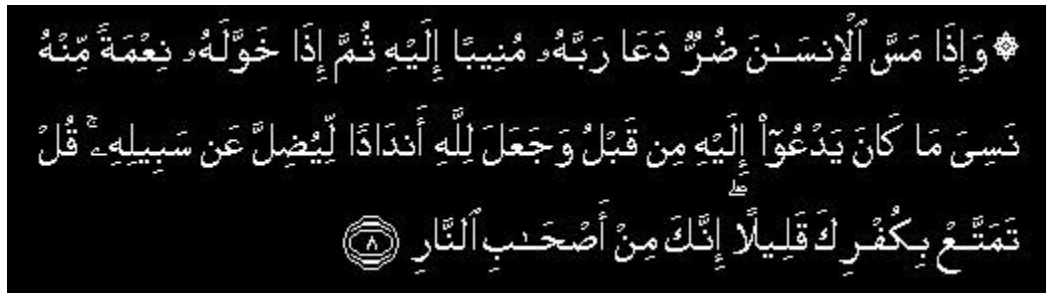 ۞ وَإِذَا مَسَّ ٱلْإِنسَـٰنَ ضُرٌّ دَعَا رَبَّهُۥ مُنِيبًا إِلَيْهِ ثُمَّ إِذَا خَوَّلَهُۥ نِعْمَةً مِّنْهُ
نَسِىَ مَا كَانَ يَدْعُوٓا۟ إِلَيْهِ مِن قَبْلُ وَجَعَلَ لِلَّهِ أَندَادًا لِّيُضِلَّ عَن سَبِيلِهِۦ ۚ قُلْ
تَمَتَّعْ بِكُفْرِكَ قَلِيلًا ۖ إِنَّكَ مِنْ أَصْحَـٰبِ ٱلنَّارِ ٨